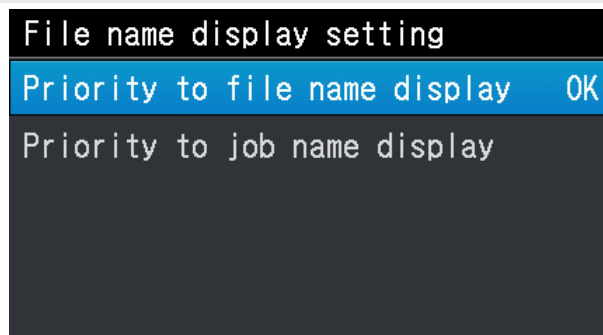 File name display setting
Priority to file name display OK
Priority to job name display